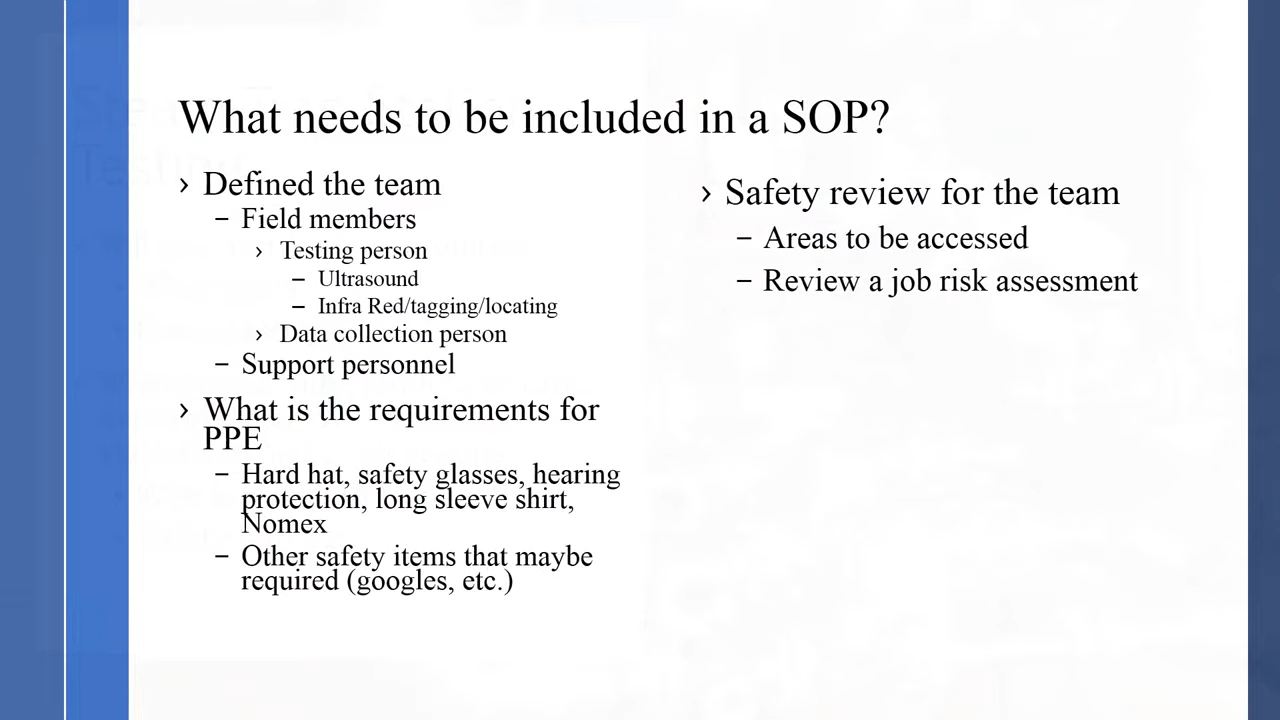 What needs to be included in a SOP?
› Defined the team
– Field members
› Testing person
– Ultrasound
– Infra Red/tagging/locating
› Data collection person
– Support personnel
› What is the requirements for
PPE
– Hard hat, safety glasses, hearing
protection, long sleeve shirt,
Nomex
– Other safety items that maybe
required (googles, etc.)
› Safety review for the team
– Areas to be accessed
– Review a job risk assessment